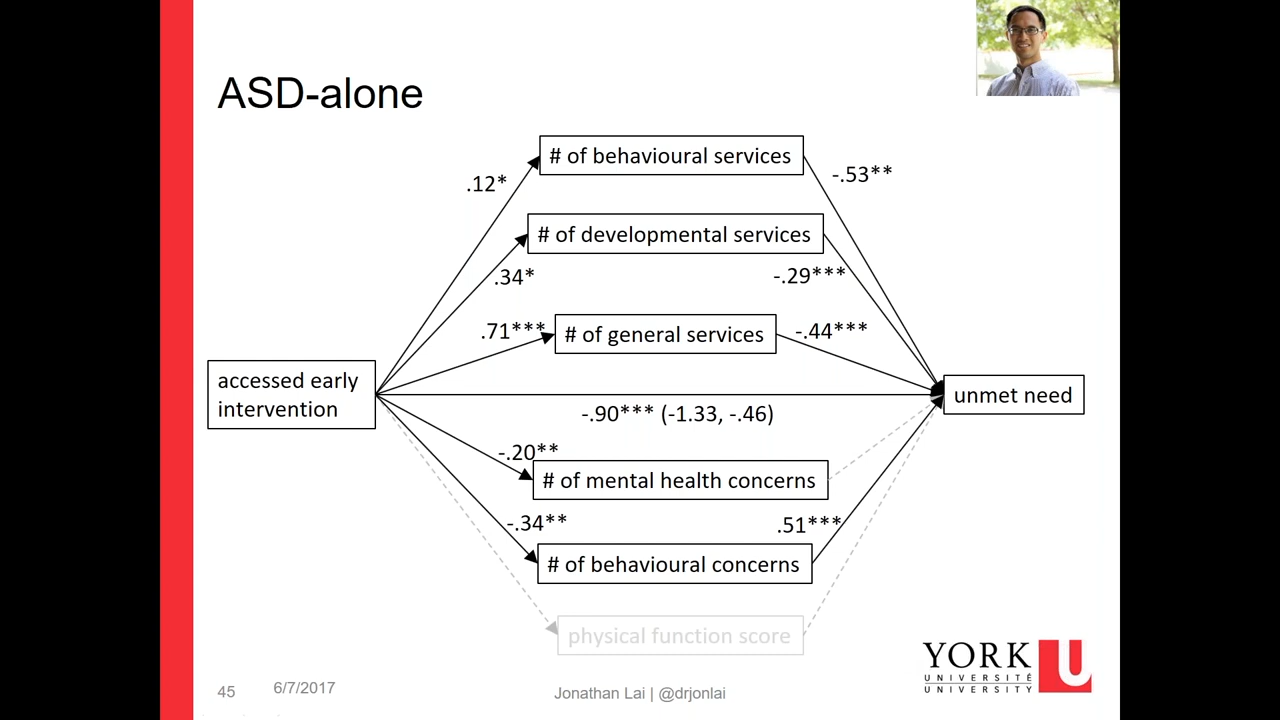 ASD-alone
# of behavioural services
.12*
-.53**
# of developmental services
.34*
-.29***
.71***
# of general services
-.44***
accessed early
intervention
unmet need
-.90*** (-1.33, -.46)
-.20**
# of mental health concerns
-.34**
.51***
# of behavioural concerns
physical function score
YORK
UNIVERSITÉ
UNIVERSITY
U
45
6/7/2017
Jonathan Lai | @drjonlai